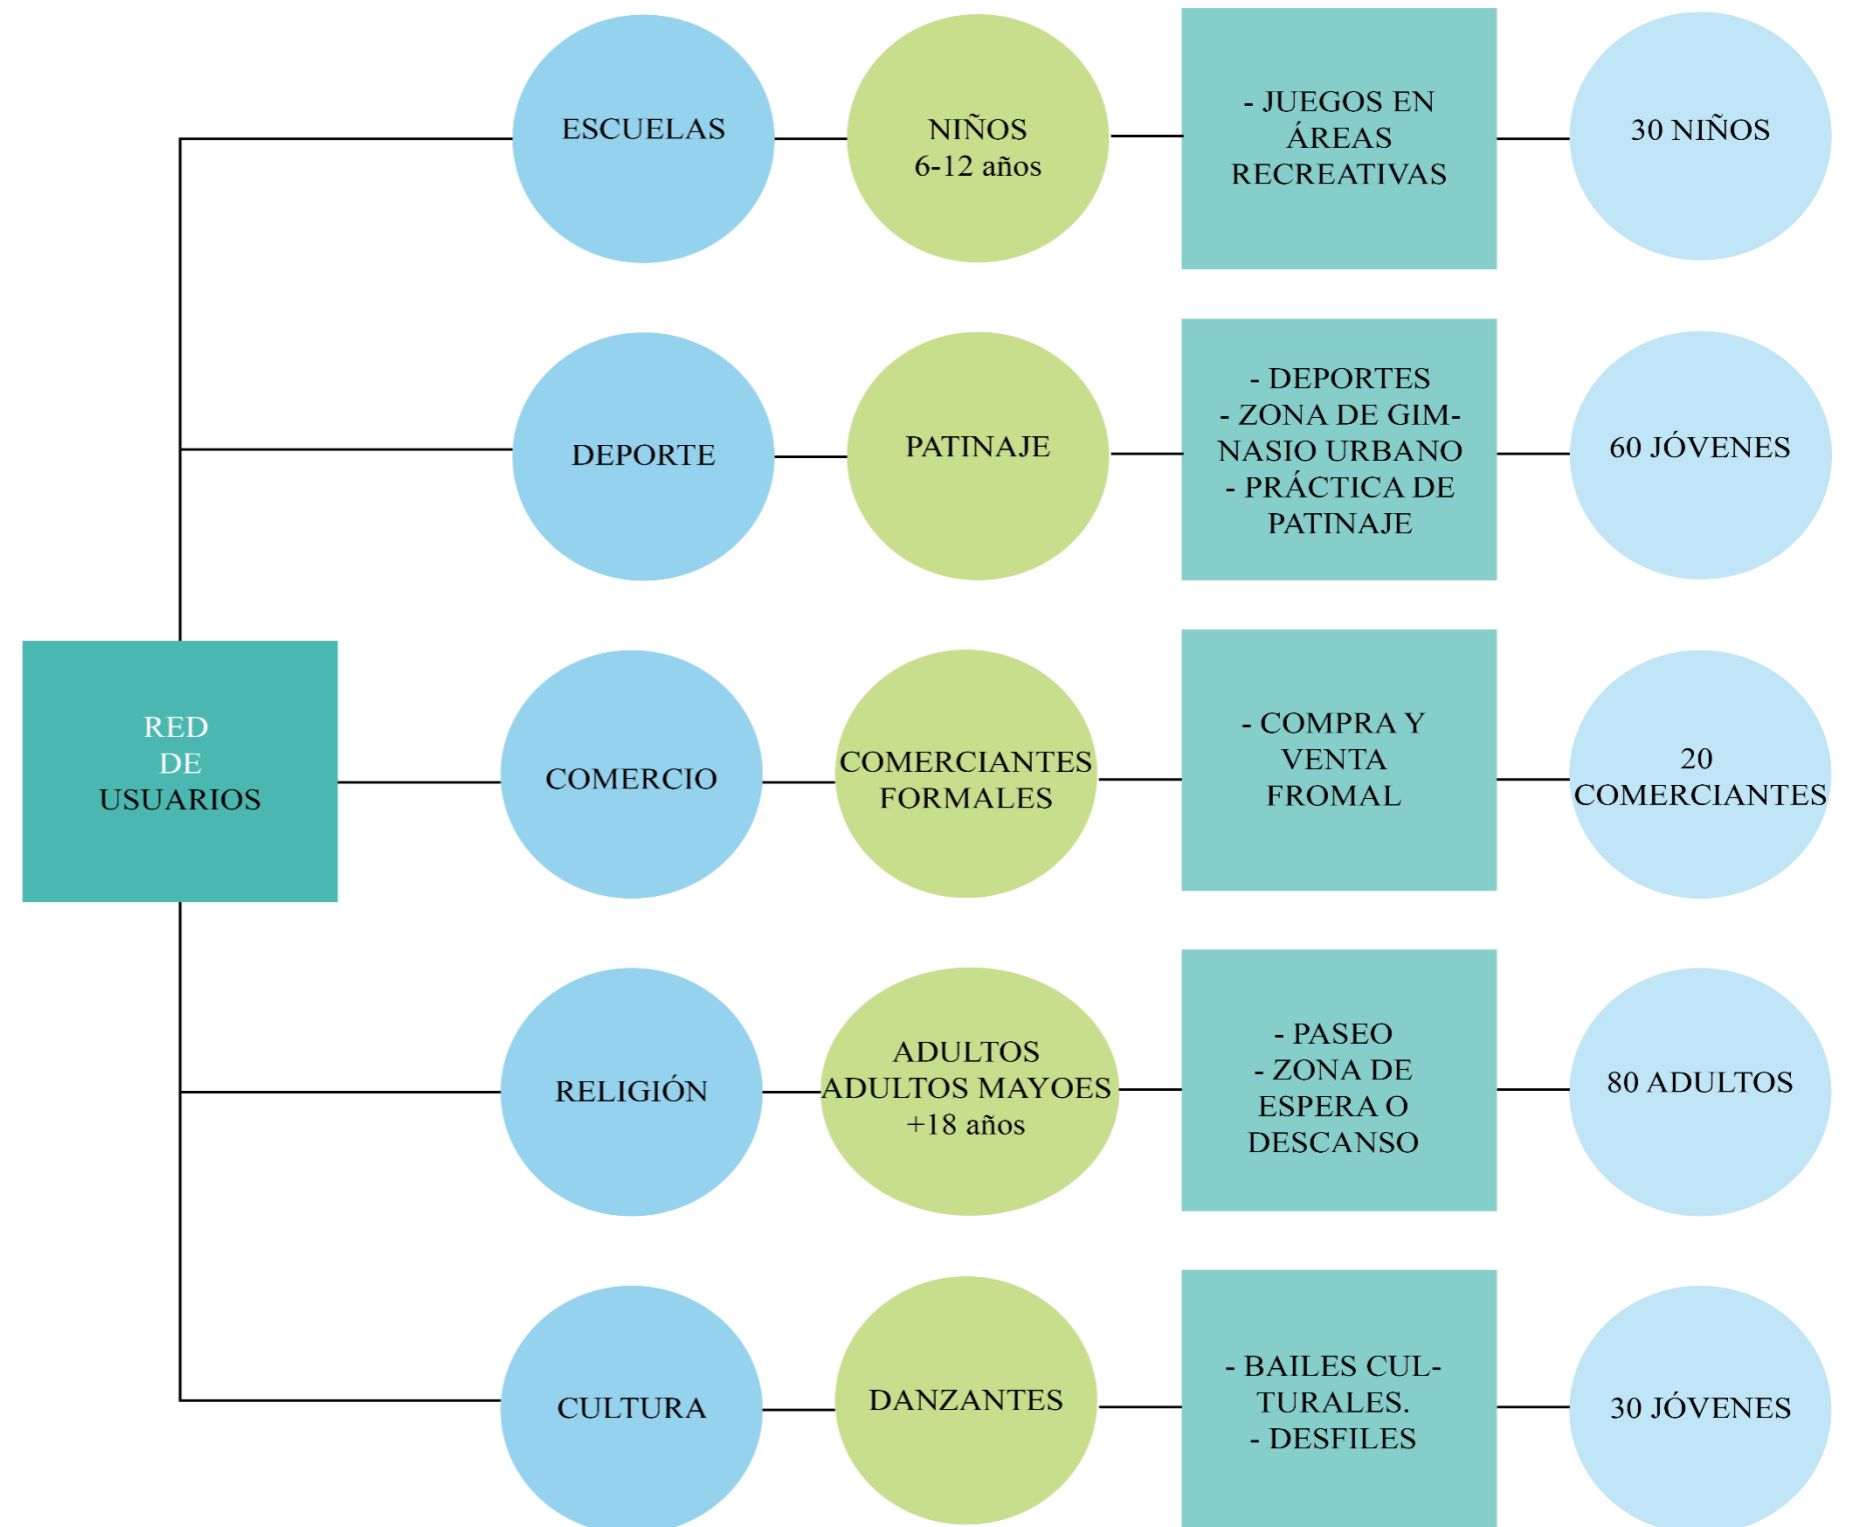 ESCUELAS
NIÑOS
6-12 años
- JUEGOS EN
ÁREAS
RECREATIVAS
30 NIÑOS
DEPORTE
PATINAJE
- DEPORTES
- ZONA DE GIM-
NASIO URBANO
- PRÁCTICA DE
PATINAJE
60 JÓVENES
RED
DE
USUARIOS
COMERCIO
COMERCIANTES
FORMALES
- COMPRA Y
VENTA
FROMAL
20
COMERCIANTES
RELIGIÓN
ADULTOS
ADULTOS MAYOES
+18 años
- PASEO
- ZONA DE
ESPERA O
DESCANSO
80 ADULTOS
CULTURA
DANZANTES
- BAILES CUL-
TURALES.
- DESFILES
30 JÓVENES